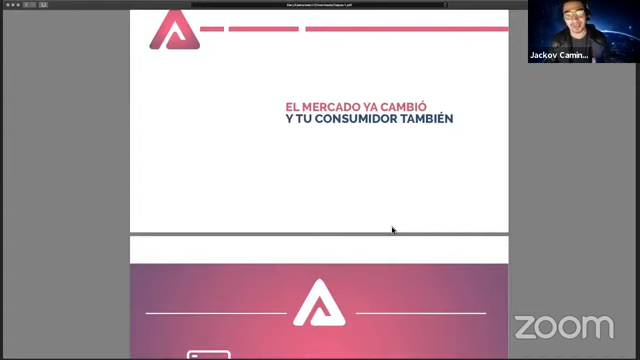 Jackov Camin...
EL MERCADO YA CAMBIÓ
Y TU CONSUMIDOR TAMBIÉN
zoom